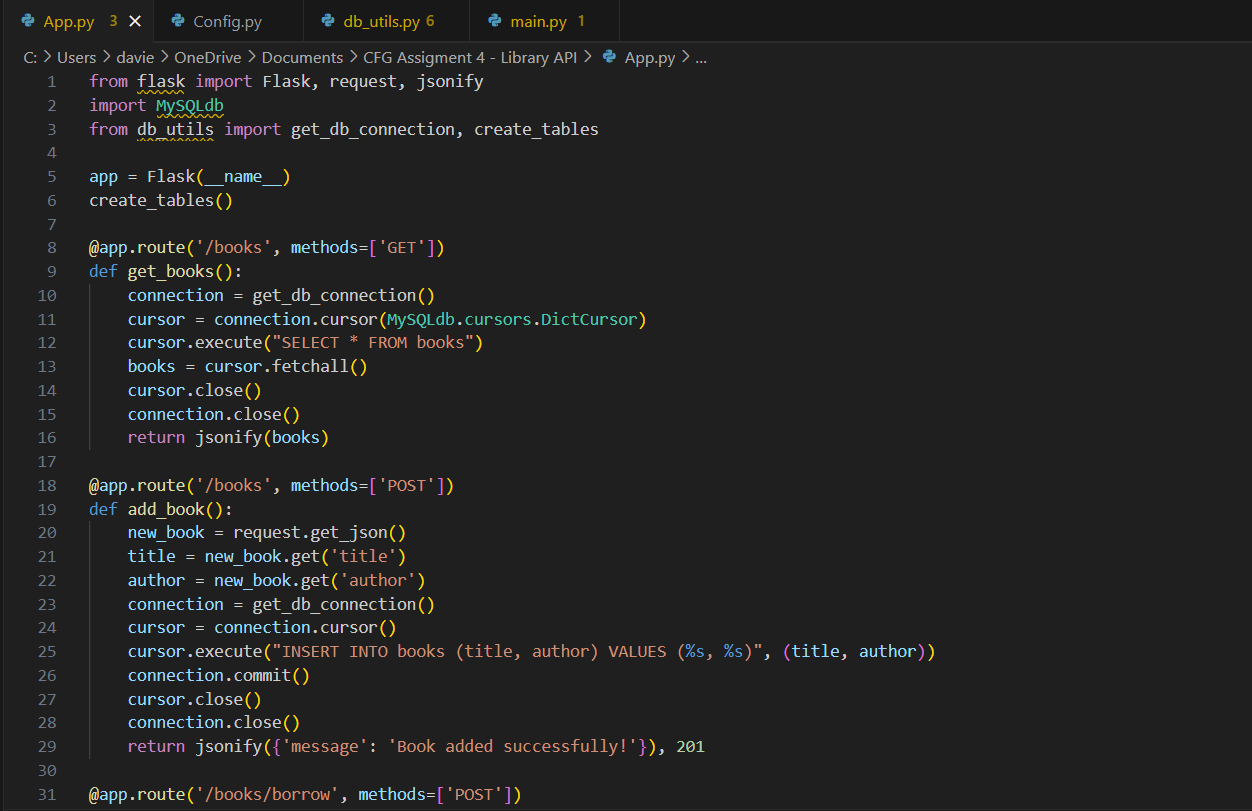 App.py 3 × Config.py db_utils.py 6 main.py 1
C: > Users > davie > OneDrive > Documents > CFG Assigment 4 - Library API > App.py > ...
1 from flask import Flask, request, jsonify
2 import MySQLdb
3 from db_utils import get_db_connection, create_tables
4
5 app = Flask(__name__)
6 create_tables()
7
8 @app.route('/books', methods=['GET'])
9 def get_books():
10     connection = get_db_connection()
11     cursor = connection.cursor(MySQLdb.cursors.DictCursor)
12     cursor.execute("SELECT * FROM books")
13     books = cursor.fetchall()
14     cursor.close()
15     connection.close()
16     return jsonify(books)
17
18 @app.route('/books', methods=['POST'])
19 def add_book():
20     new_book = request.get_json()
21     title = new_book.get('title')
22     author = new_book.get('author')
23     connection = get_db_connection()
24     cursor = connection.cursor()
25     cursor.execute("INSERT INTO books (title, author) VALUES (%s, %s)", (title, author))
26     connection.commit()
27     cursor.close()
28     connection.close()
29     return jsonify({'message': 'Book added successfully!'}), 201
30
31 @app.route('/books/borrow', methods=['POST'])